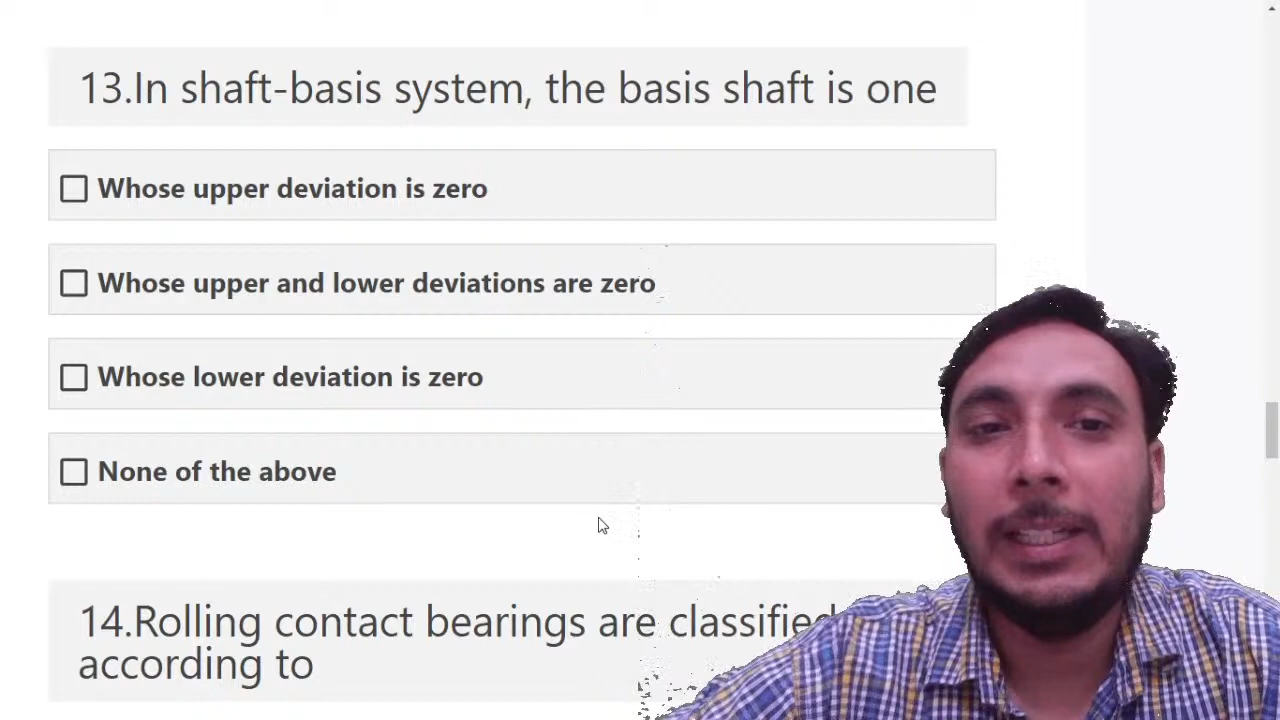 13.In shaft-basis system, the basis shaft is one
Whose upper deviation is zero
Whose upper and lower deviations are zero
Whose lower deviation is zero
None of the above
14.Rolling contact bearings are classified
according to